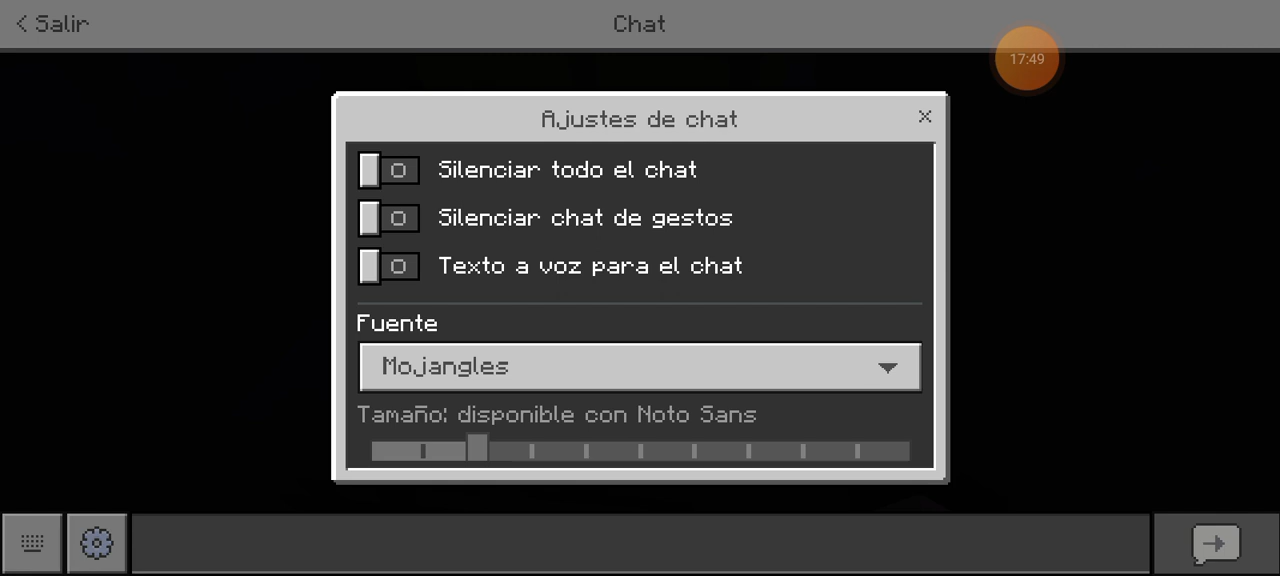 Salir
Chat
17:49
Ajustes de chat
Silenciar todo el chat
Silenciar chat de gestos
Texto a voz para el chat
Fuente
Mojangles
Tamaño: disponible con Noto Sans